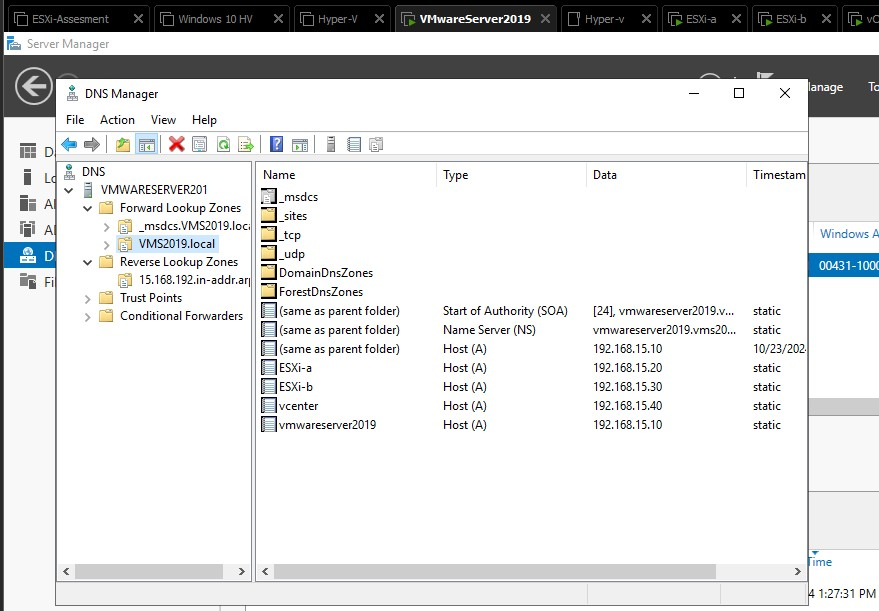 ESXi-Assesment
Windows 10 HV
Hyper-V
VMwareServer2019
Hyper-v
ESXi-a
ESXi-b
Server Manager
DNS Manager
File Action View Help
DNS
VMWARESERVER201
Forward Lookup Zones
_msdcs.VMS2019.loca
VMS2019.local
Reverse Lookup Zones
15.168.192.in-addr.arp
Trust Points
Conditional Forwarders
Name Type Data Timestam
_msdcs
_sites
_tcp
_udp
DomainDnsZones
ForestDnsZones
(same as parent folder) Start of Authority (SOA) [24], vmwareserver2019.v... static
(same as parent folder) Name Server (NS) vmwareserver2019.vms20... static
(same as parent folder) Host (A) 192.168.15.10 10/23/202
ESXi-a Host (A) 192.168.15.20 static
ESXi-b Host (A) 192.168.15.30 static
vcenter Host (A) 192.168.15.40 static
vmwareserver2019 Host (A) 192.168.15.10 static
anage To
Windows A
00431-1000
Time
4 1:27:31 PM